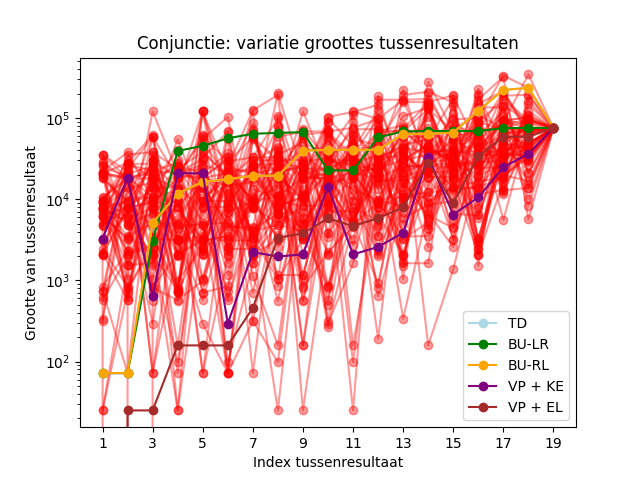 Conjunctie: variatie groottes tussenresultaten
Grootte van tussenresultaat
10^5
10^4
10^3
10^2
1 3 5 7 9 11 13 15 17 19
Index tussenresultaat
TD
BU-LR
BU-RL
VP + KE
VP + EL